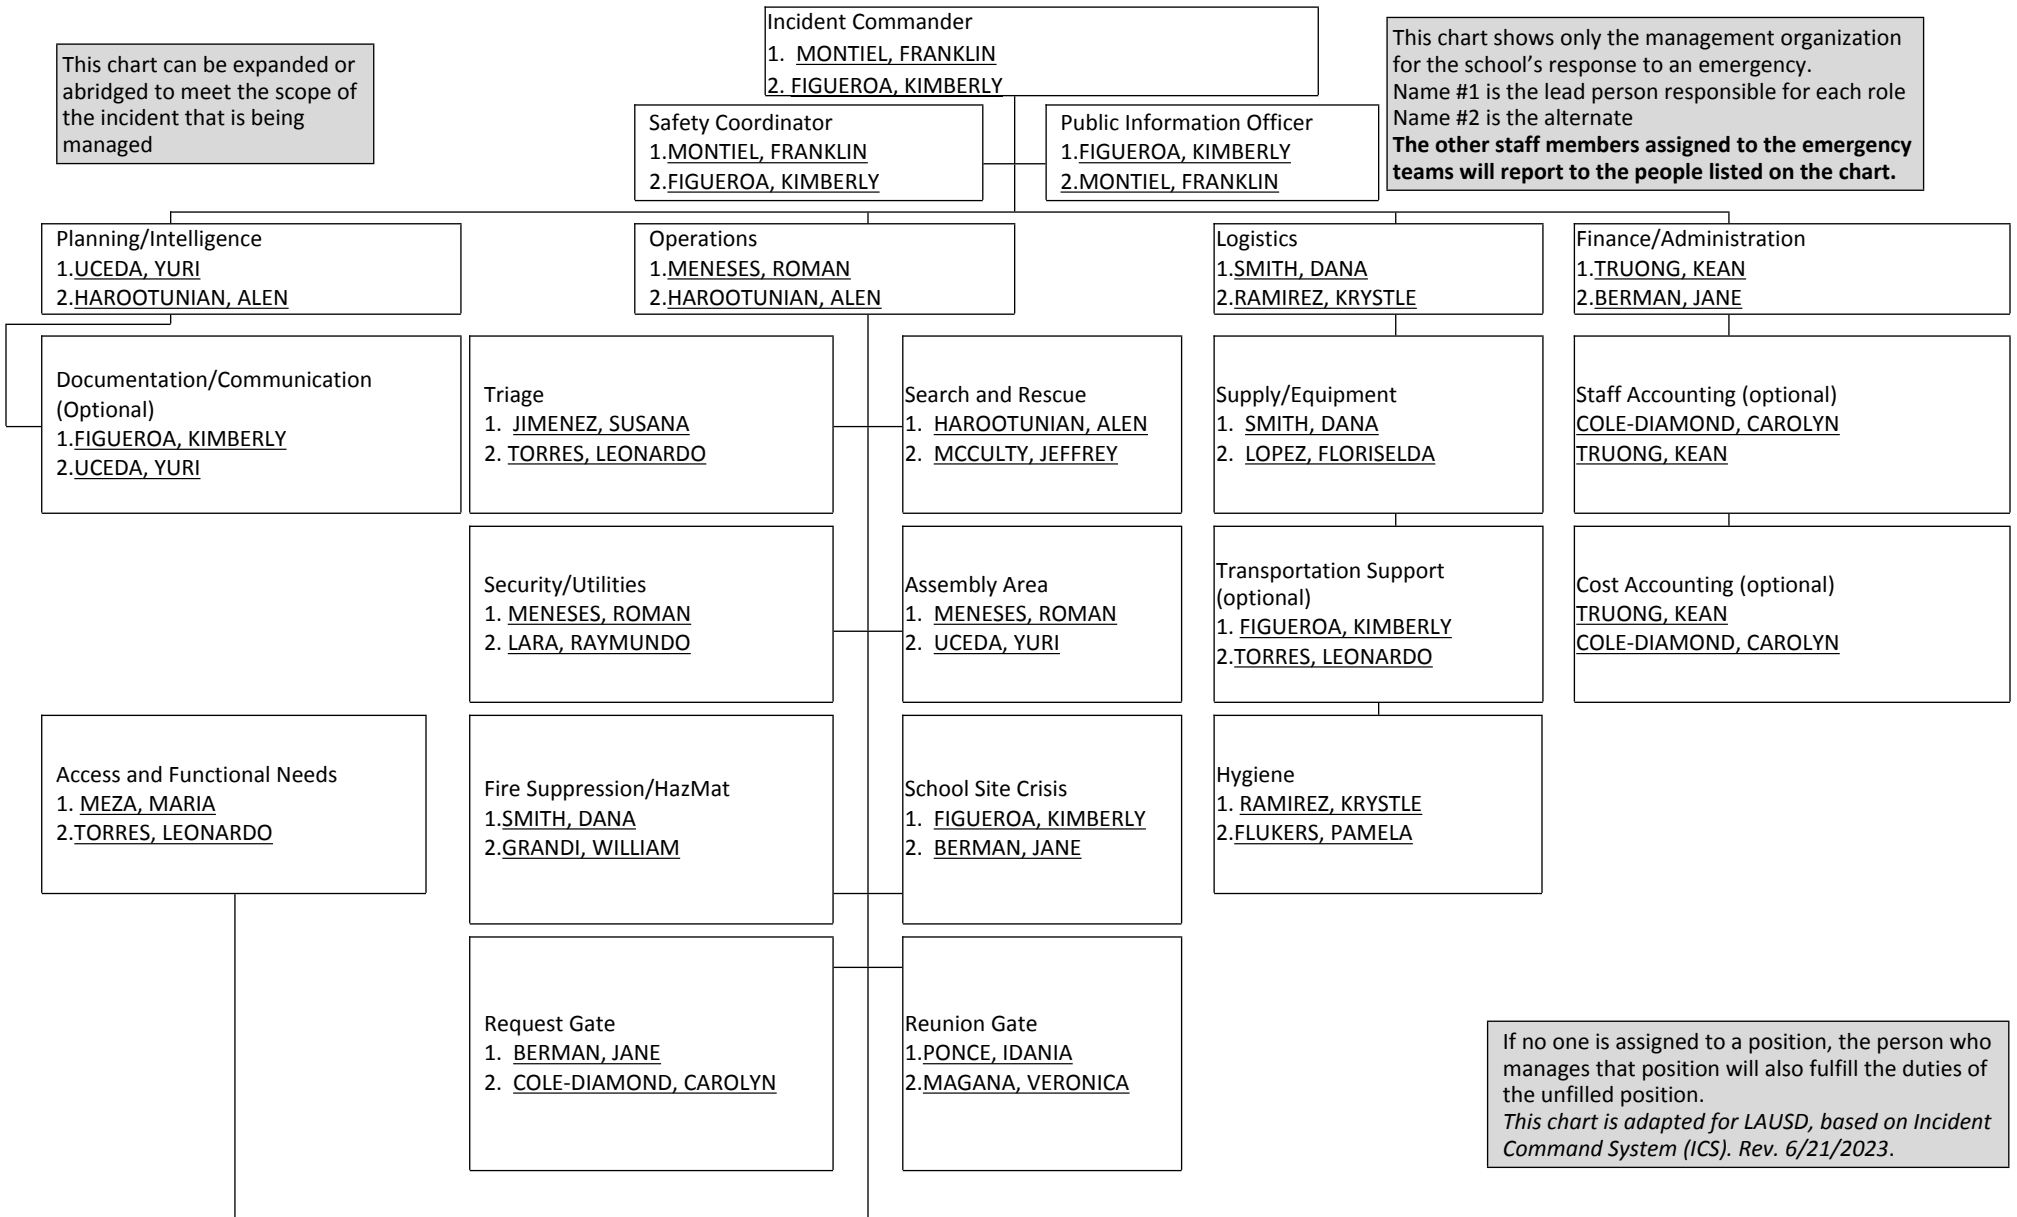 Incident Commander
1. MONTIEL, FRANKLIN
2. FIGUEROA, KIMBERLY
This chart can be expanded or
abridged to meet the scope of
the incident that is being
managed
This chart shows only the management organization
for the school’s response to an emergency.
Name #1 is the lead person responsible for each role
Name #2 is the alternate
The other staff members assigned to the emergency
teams will report to the people listed on the chart.
Safety Coordinator
1.MONTIEL, FRANKLIN
2.FIGUEROA, KIMBERLY
Public Information Officer
1.FIGUEROA, KIMBERLY
2.MONTIEL, FRANKLIN
Planning/Intelligence
1.UCEDA, YURI
2.HAROOTUNIAN, ALEN
Operations
1.MENESES, ROMAN
2.HAROOTUNIAN, ALEN
Logistics
1.SMITH, DANA
2.RAMIREZ, KRYSTLE
Finance/Administration
1.TRUONG, KEAN
2.BERMAN, JANE
Documentation/Communication
(Optional)
1.FIGUEROA, KIMBERLY
2.UCEDA, YURI
Triage
1. JIMENEZ, SUSANA
2. TORRES, LEONARDO
Search and Rescue
1. HAROOTUNIAN, ALEN
2. MCCULTY, JEFFREY
Supply/Equipment
1. SMITH, DANA
2. LOPEZ, FLORISELDA
Staff Accounting (optional)
COLE-DIAMOND, CAROLYN
TRUONG, KEAN
Security/Utilities
1. MENESES, ROMAN
2. LARA, RAYMUNDO
Assembly Area
1. MENESES, ROMAN
2. UCEDA, YURI
Transportation Support
(optional)
1. FIGUEROA, KIMBERLY
2.TORRES, LEONARDO
Cost Accounting (optional)
TRUONG, KEAN
COLE-DIAMOND, CAROLYN
Access and Functional Needs
1. MEZA, MARIA
2.TORRES, LEONARDO
Fire Suppression/HazMat
1.SMITH, DANA
2.GRANDI, WILLIAM
School Site Crisis
1. FIGUEROA, KIMBERLY
2. BERMAN, JANE
Hygiene
1. RAMIREZ, KRYSTLE
2.FLUKERS, PAMELA
Request Gate
1. BERMAN, JANE
2. COLE-DIAMOND, CAROLYN
Reunion Gate
1.PONCE, IDANIA
2.MAGANA, VERONICA
If no one is assigned to a position, the person who
manages that position will also fulfill the duties of
the unfilled position.
This chart is adapted for LAUSD, based on Incident
Command System (ICS). Rev. 6/21/2023.